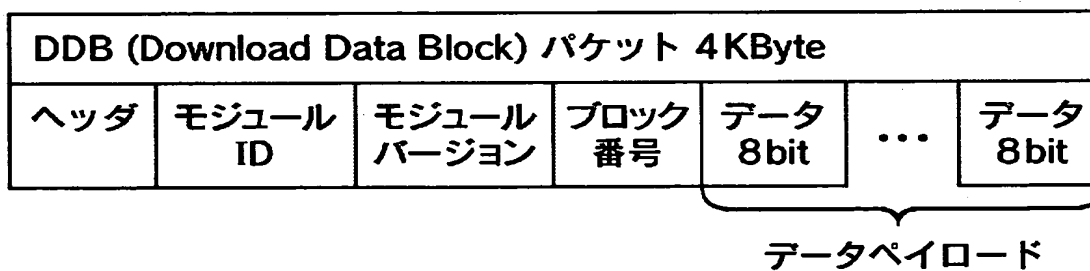 DDB (Download Data Block) パケット 4KByte
ヘッダ
モジュール
ID
モジュール
バージョン
ブロック
番号
データ
8bit
•••
データ
8bit
データペイロード